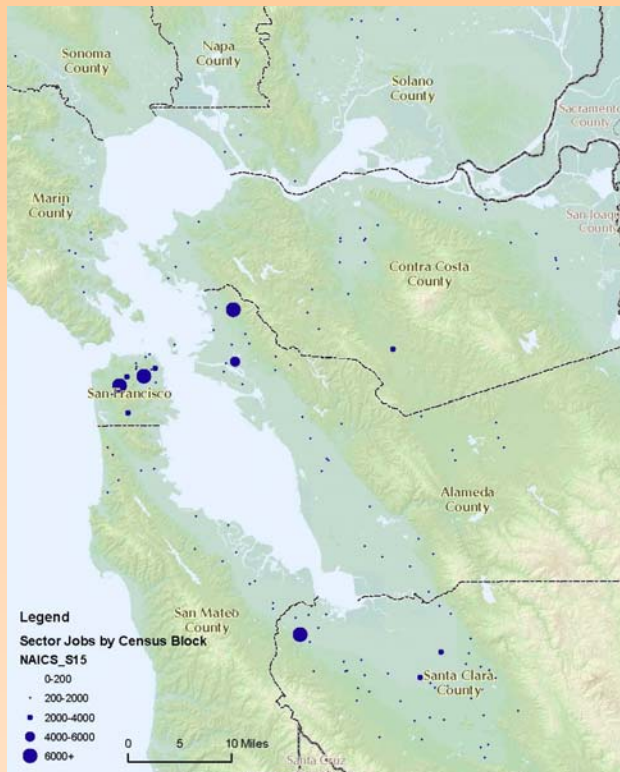 Sonoma
County
Napa
County
Solano
County
Sacramento
County
Marin
County
San Joaquin
County
Contra Costa
County
San Francisco
Alameda
County
San Mateo
County
Legend
Sector Jobs by Census Block
NAICS_S15
0-200
200-2000
2000-4000
4000-6000
6000+
0 5 10 Miles
Santa Clara
County
Santa Cruz